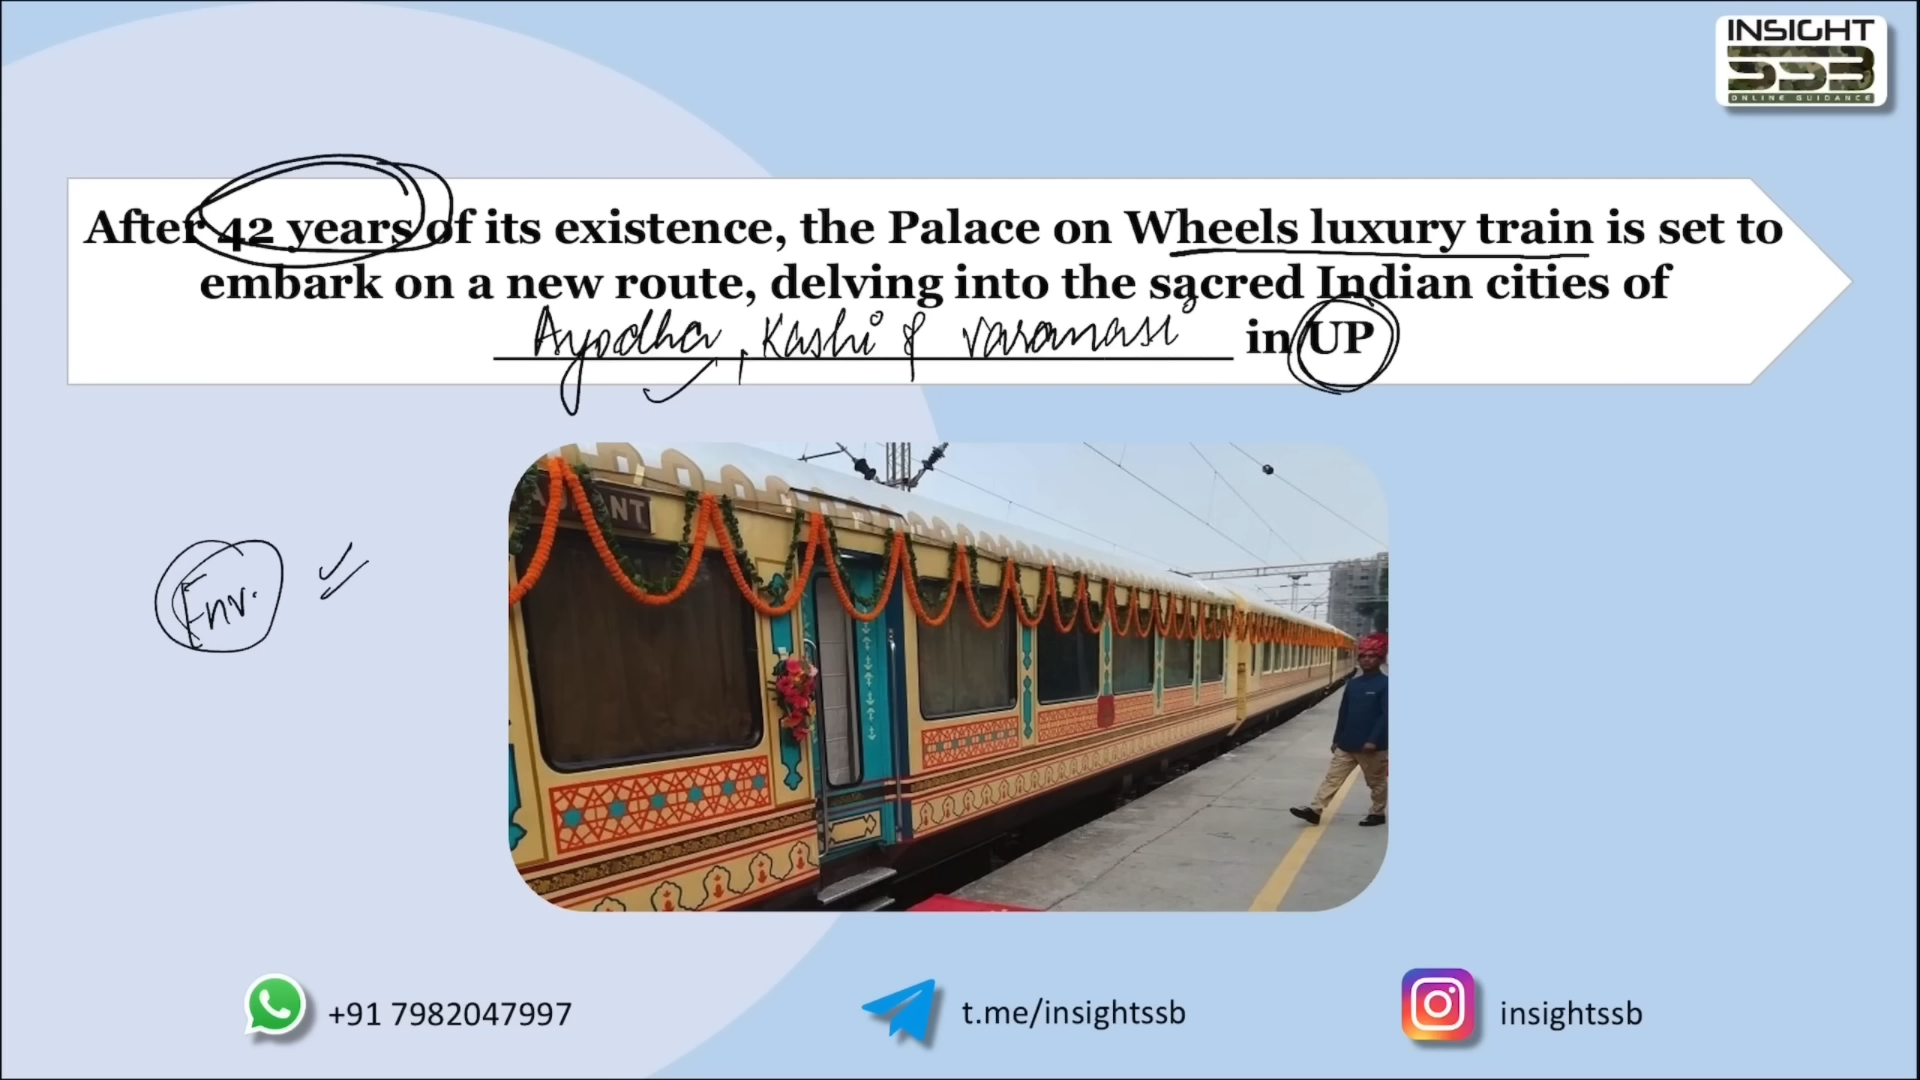 INSIGHT
SSB
ONLINE GUIDANCE
After 42 years of its existence, the Palace on Wheels luxury train is set to
embark on a new route, delving into the sacred Indian cities of
Ayodha, Kashi & Varanasi in UP
Env.
NT
+91 7982047997
t.me/insightssb
insightssb